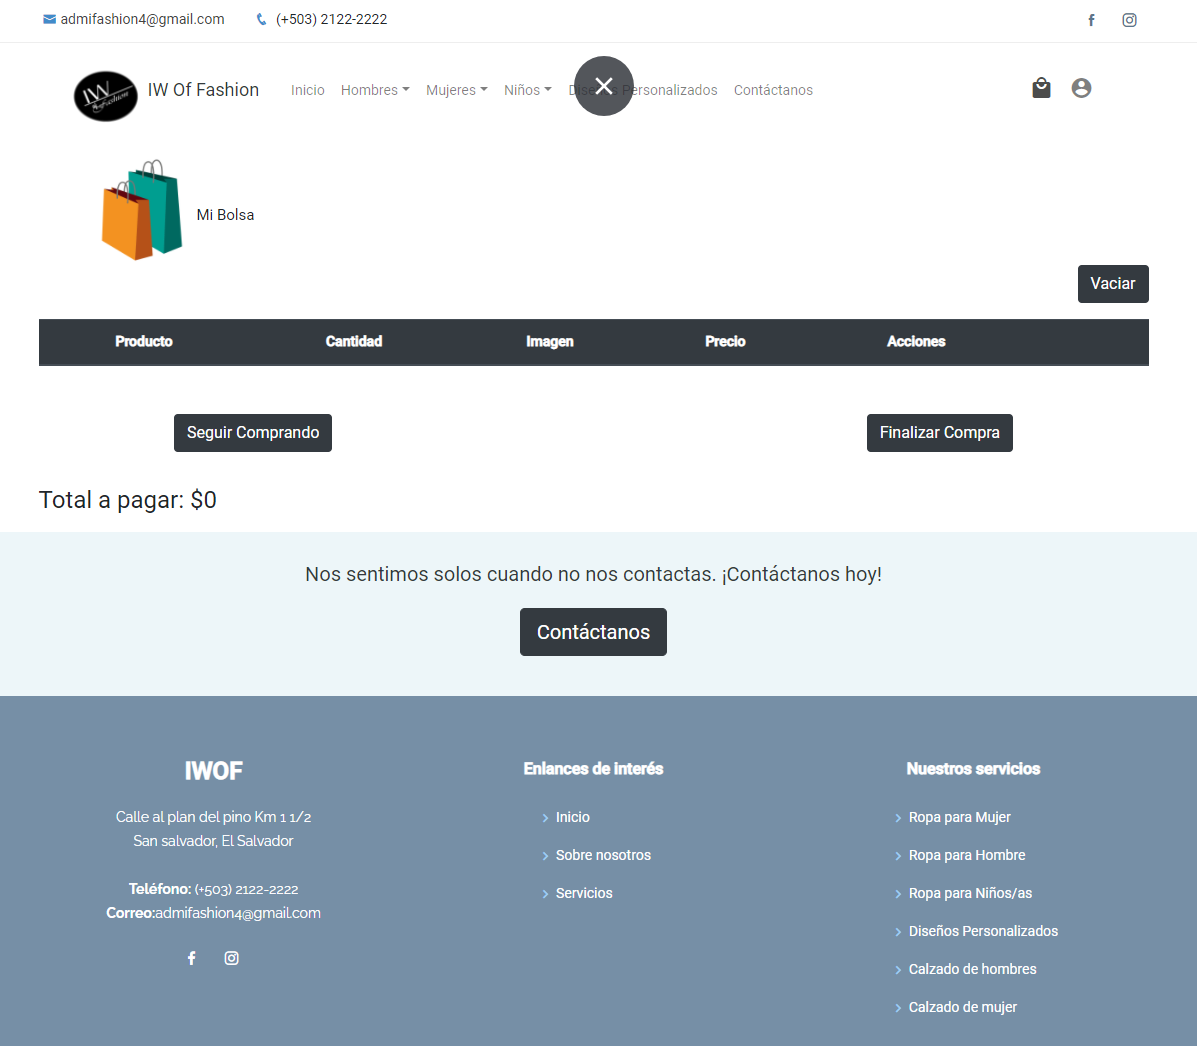 admifashion4@gmail.com (+503) 2122-2222
IW Of Fashion Inicio Hombres Mujeres Niños Diseños Personalizados Contáctanos
IW
Of Fashion
Mi Bolsa
Vaciar
Producto Cantidad Imagen Precio Acciones
Seguir Comprando Finalizar Compra
Total a pagar: $0
Nos sentimos solos cuando no nos contactas. ¡Contáctanos hoy!
Contáctanos
IWOF
Calle al plan del pino Km 1 1/2
San salvador, El Salvador
Teléfono: (+503) 2122-2222
Correo:admifashion4@gmail.com
Enlances de interés
Inicio
Sobre nosotros
Servicios
Nuestros servicios
Ropa para Mujer
Ropa para Hombre
Ropa para Niños/as
Diseños Personalizados
Calzado de hombres
Calzado de mujer